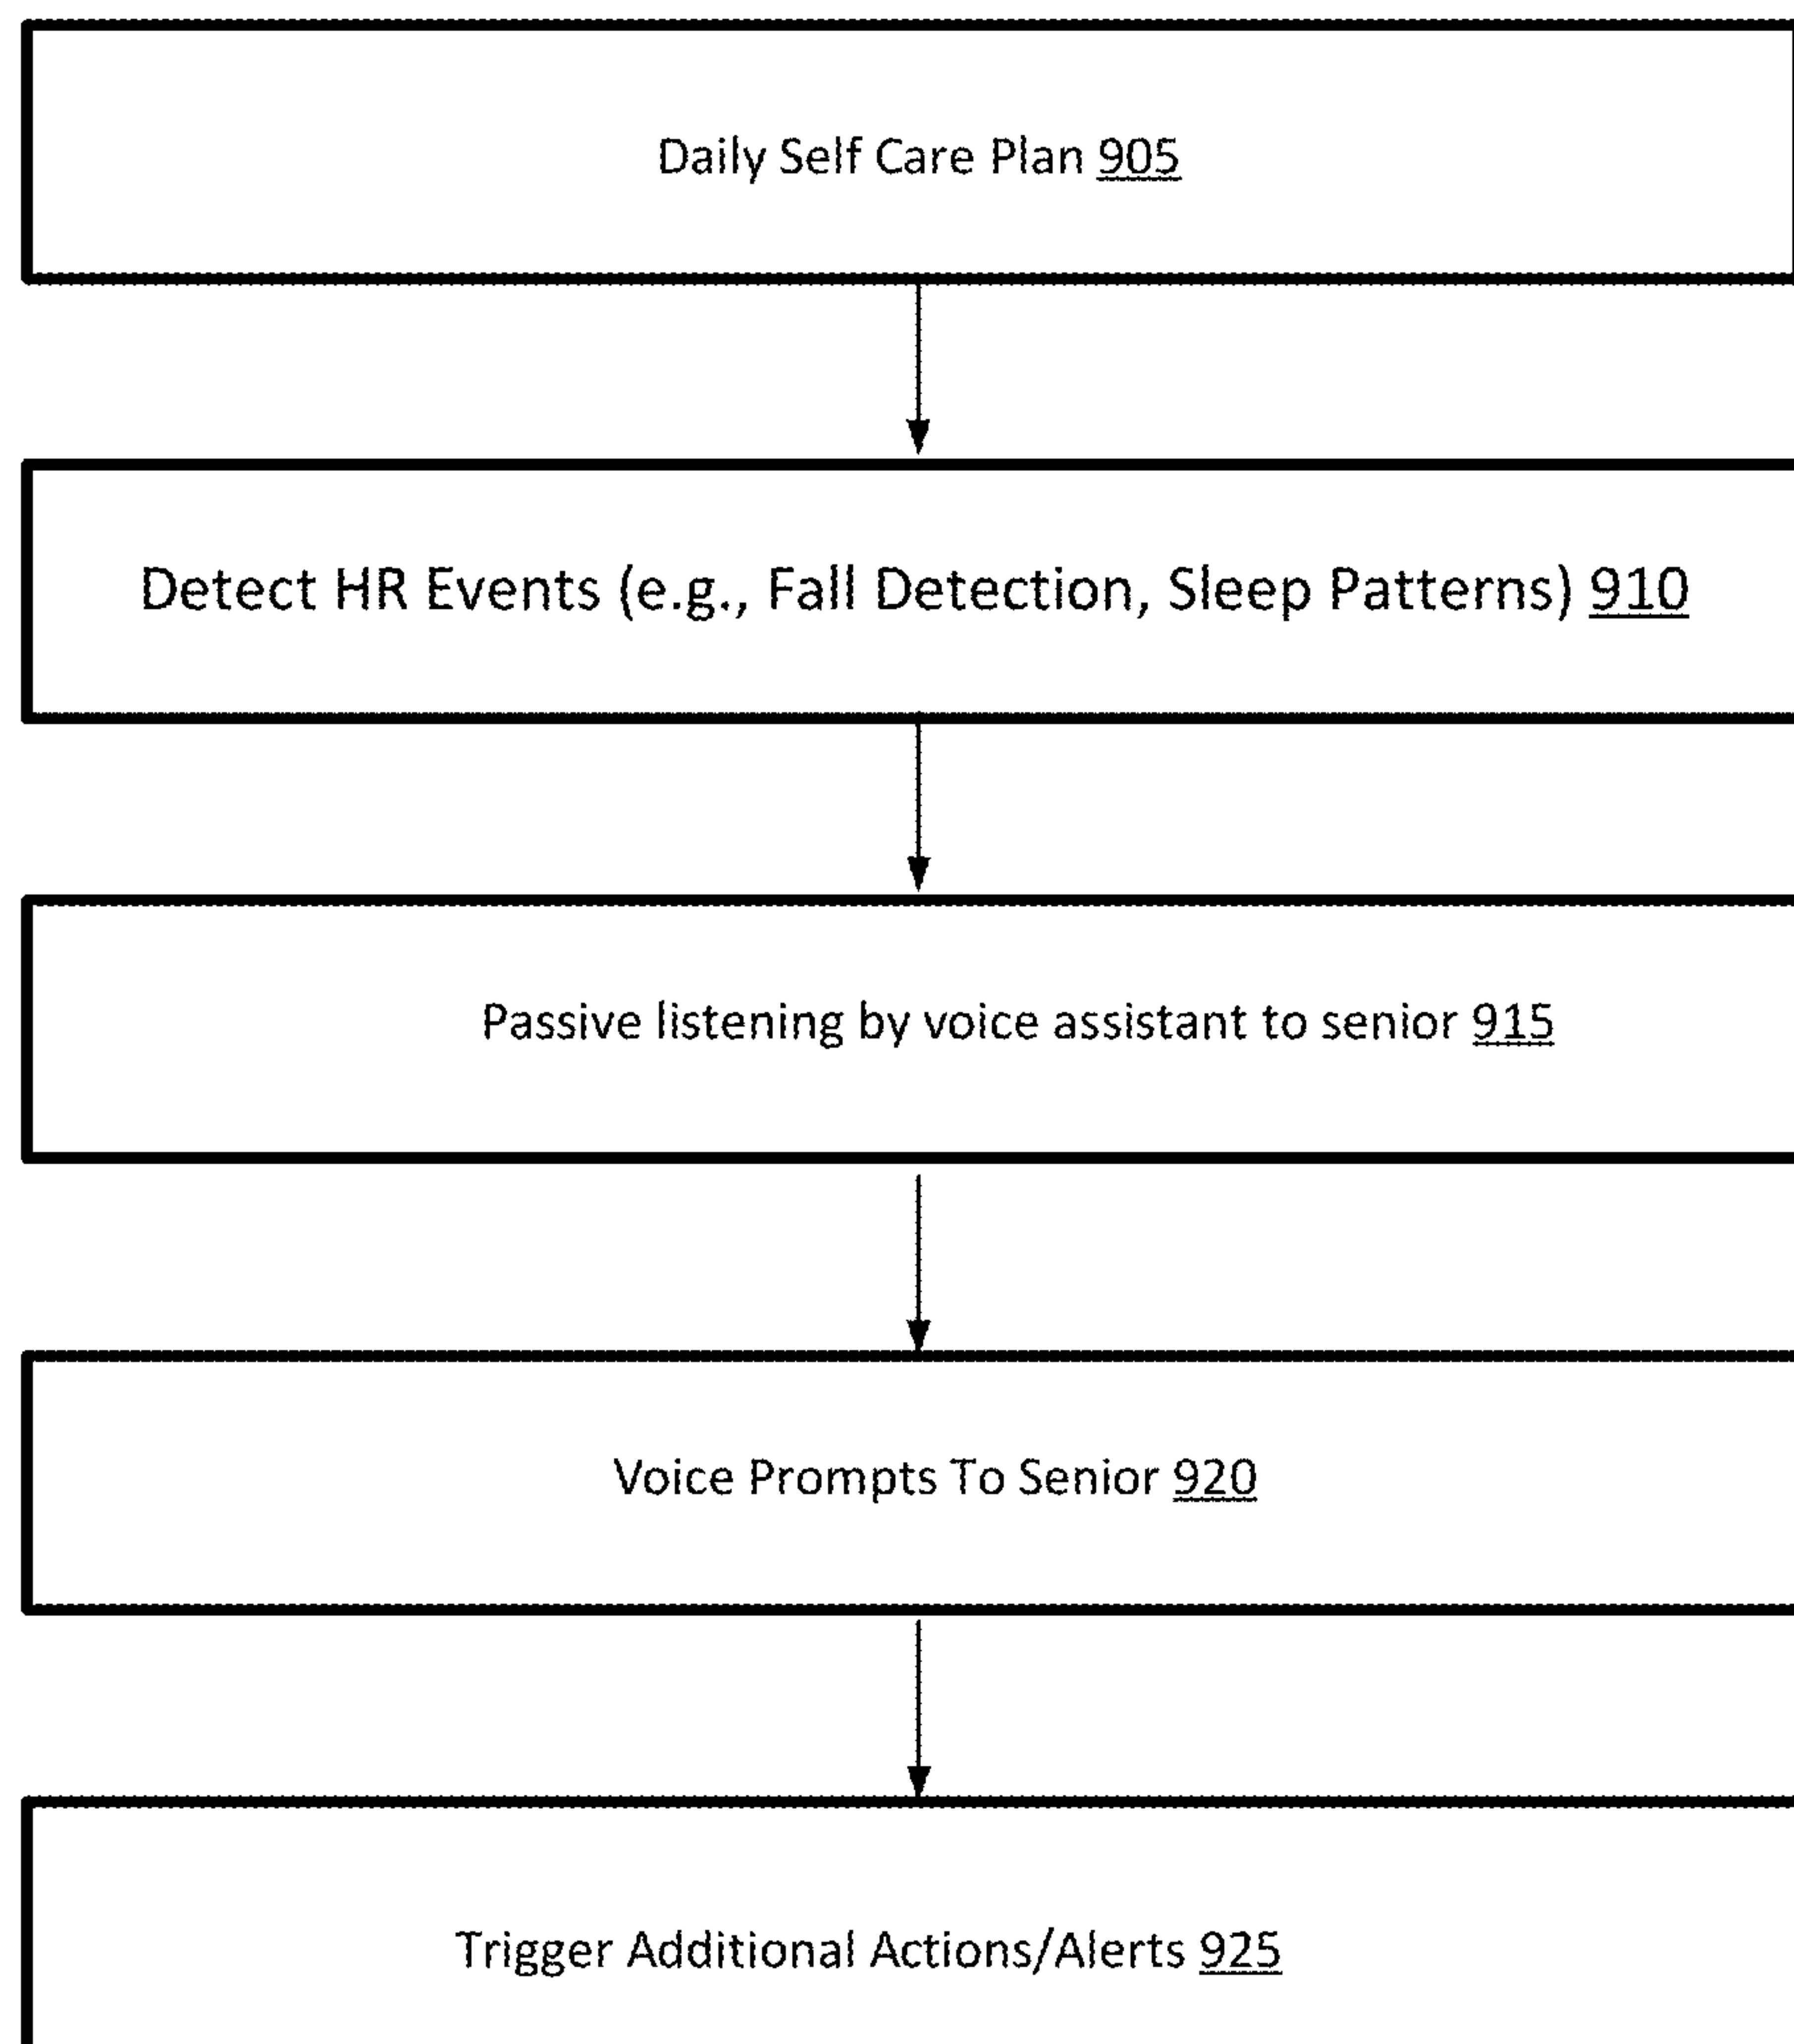 Daily Self Care Plan 905
Detect HR Events (e.g., Fall Detection, Sleep Patterns) 910
Passive listening by voice assistant to senior 915
Voice Prompts To Senior 920
Trigger Additional Actions/Alerts 925